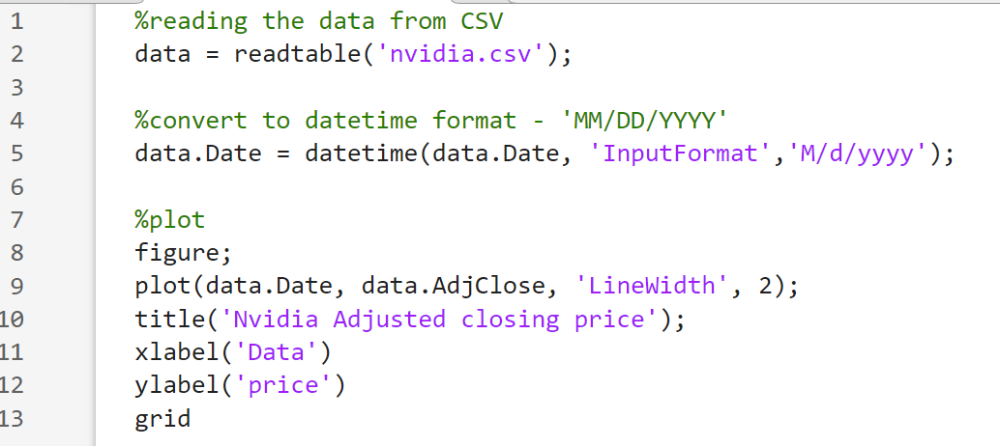 1 %reading the data from CSV
2 data = readtable('nvidia.csv');
3
4 %convert to datetime format - 'MM/DD/YYYY'
5 data.Date = datetime(data.Date, 'InputFormat','M/d/yyyy');
6
7 %plot
8 figure;
9 plot(data.Date, data.AdjClose, 'LineWidth', 2);
10 title('Nvidia Adjusted closing price');
11 xlabel('Data')
12 ylabel('price')
13 grid